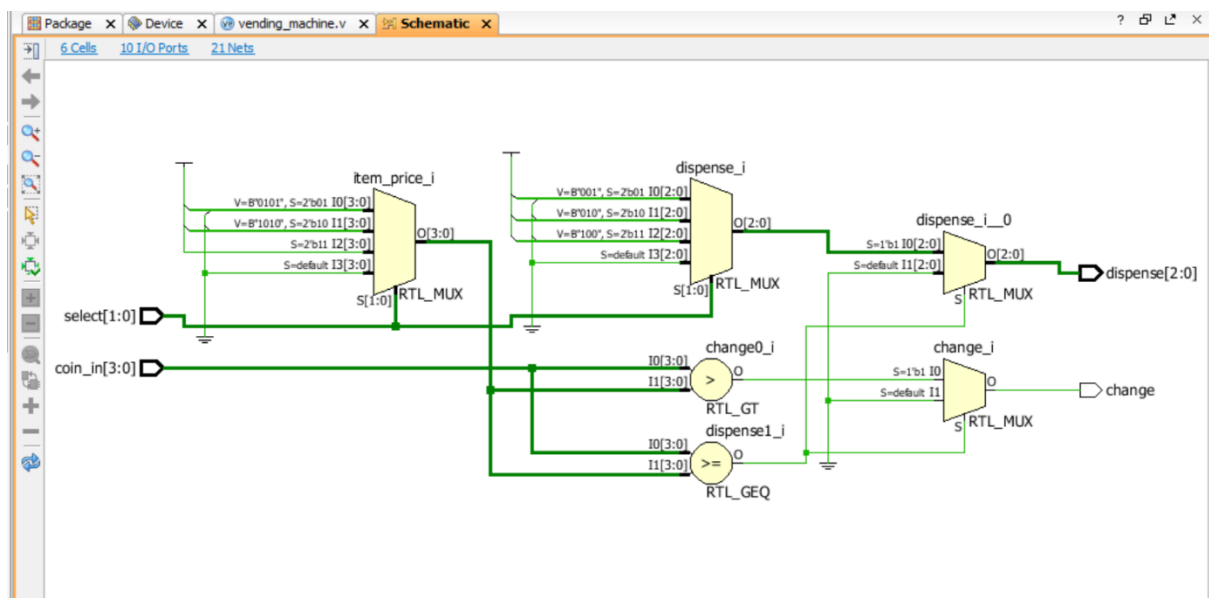 Package X Device X vending_machine.v X Schematic X ?
6 Cells 10 I/O Ports 21 Nets
item_price_i
V=B"0101", S=2'b01 I0[3:0]
V=B"1010", S=2'b10 I1[3:0]
S=2'b11 I2[3:0]
S=default I3[3:0]
O[3:0]
S[1:0]
RTL_MUX
dispense_i
V=B"001", S=2'b01 I0[2:0]
V=B"010", S=2'b10 I1[2:0]
V=B"100", S=2'b11 I2[2:0]
S=default I3[2:0]
O[2:0]
S[1:0]
RTL_MUX
dispense_i__0
S=1'b1 I0[2:0]
S=default I1[2:0]
O[2:0]
S
RTL_MUX
dispense[2:0]
select[1:0]
coin_in[3:0]
change0_i
I0[3:0]
I1[3:0]
>
O
RTL_GT
dispense1_i
I0[3:0]
I1[3:0]
>=
O
RTL_GEQ
change_i
S=1'b1 I0
S=default I1
O
S
RTL_MUX
change